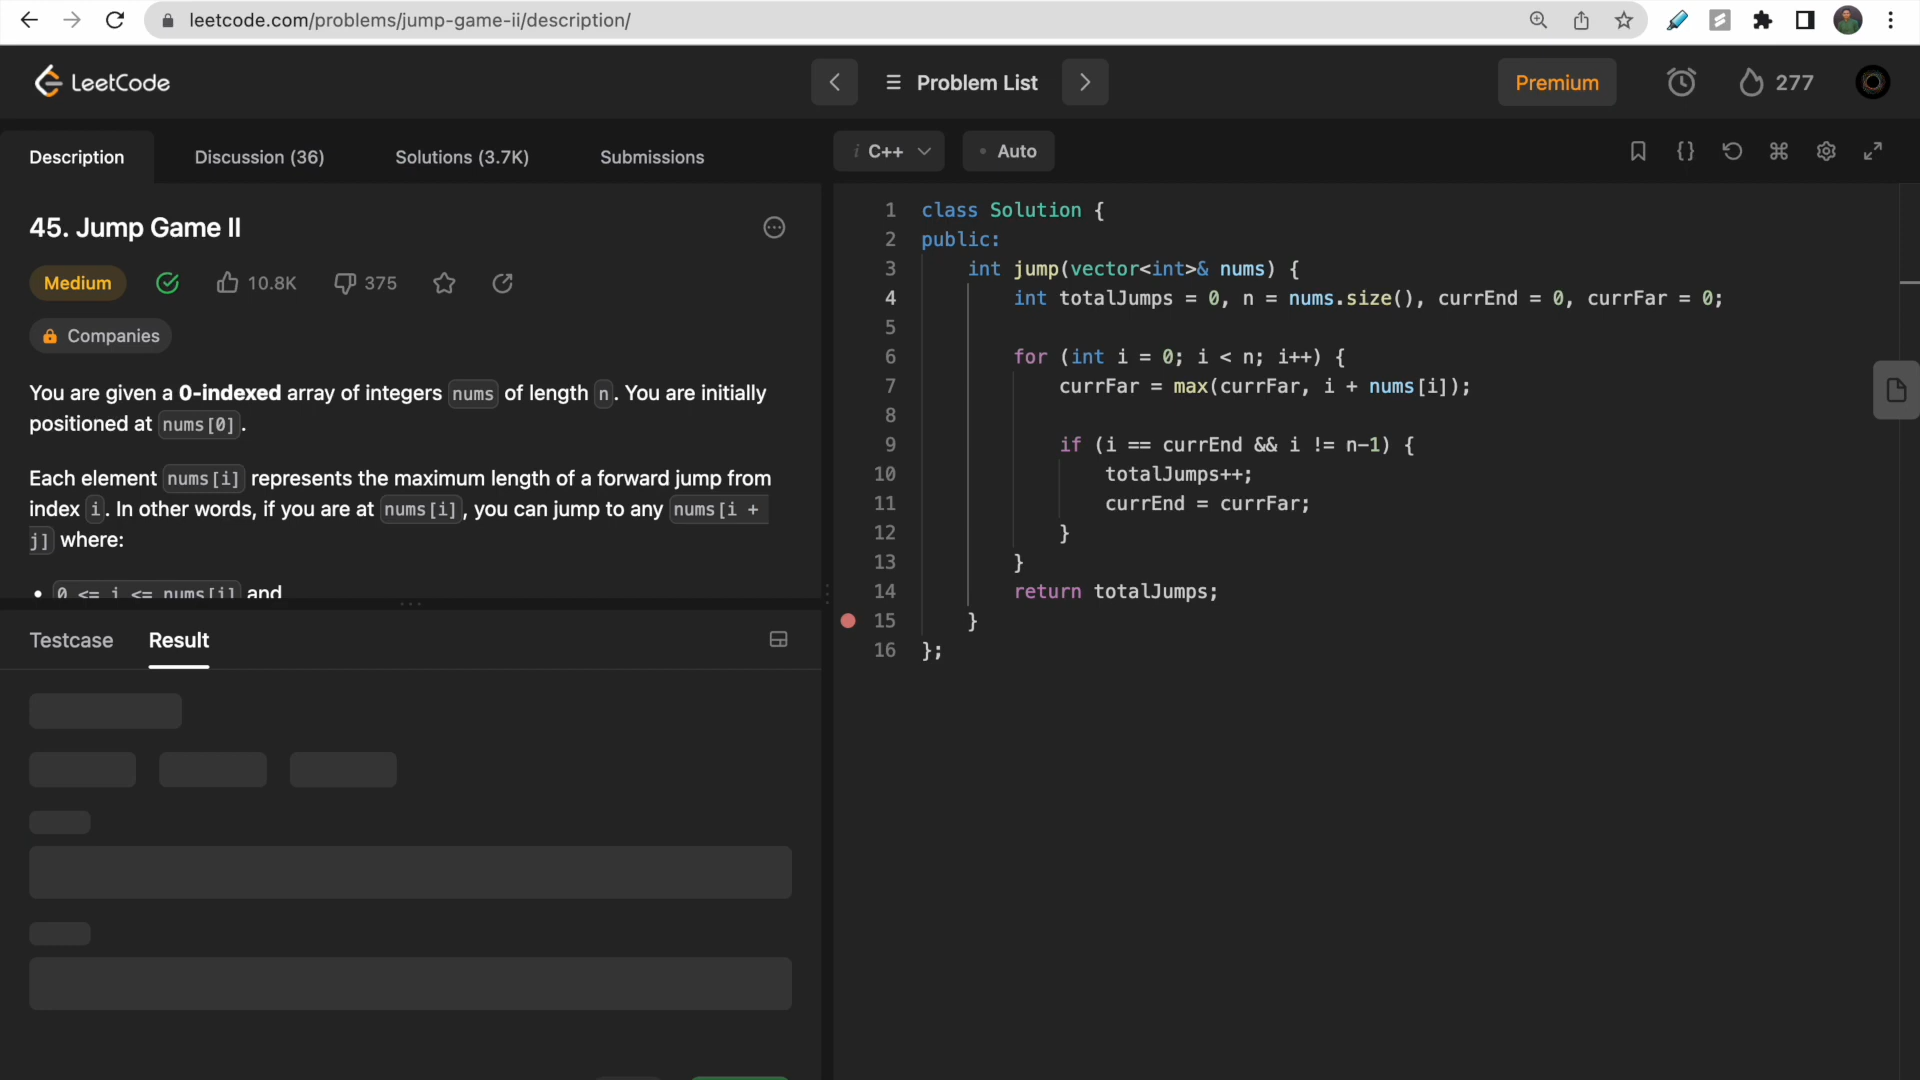 leetcode.com/problems/jump-game-ii/description/
LeetCode
Problem List
Premium
277
Description
Discussion (36)
Solutions (3.7K)
Submissions
i C++
• Auto
45. Jump Game II
Medium
10.8K
375
Companies
You are given a 0-indexed array of integers nums of length n. You are initially
positioned at nums[0].
Each element nums[i] represents the maximum length of a forward jump from
index i. In other words, if you are at nums[i], you can jump to any nums[i +
j] where:
• 0 <= j <= nums[i] and
Testcase
Result
1 class Solution {
2 public:
3 int jump(vector<int>& nums) {
4 int totalJumps = 0, n = nums.size(), currEnd = 0, currFar = 0;
5
6 for (int i = 0; i < n; i++) {
7 currFar = max(currFar, i + nums[i]);
8
9 if (i == currEnd && i != n-1) {
10 totalJumps++;
11 currEnd = currFar;
12 }
13 }
14 return totalJumps;
15 }
16 };